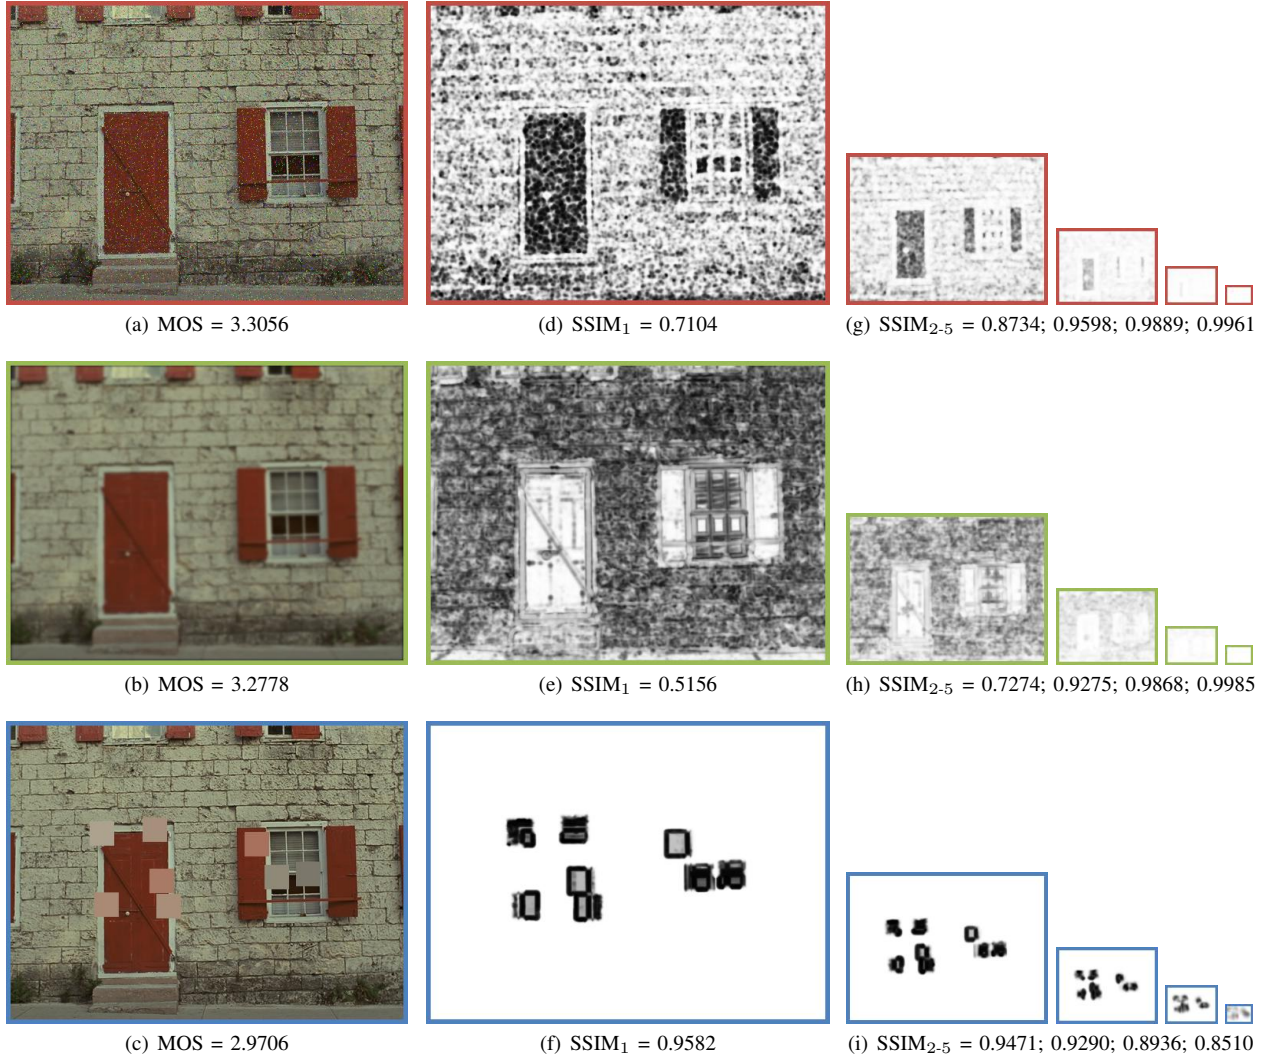 (a) MOS = 3.3056
(d) SSIM₁ = 0.7104
(g) SSIM₂₋₅ = 0.8734; 0.9598; 0.9889; 0.9961
(b) MOS = 3.2778
(e) SSIM₁ = 0.5156
(h) SSIM₂₋₅ = 0.7274; 0.9275; 0.9868; 0.9985
(c) MOS = 2.9706
(f) SSIM₁ = 0.9582
(i) SSIM₂₋₅ = 0.9471; 0.9290; 0.8936; 0.8510